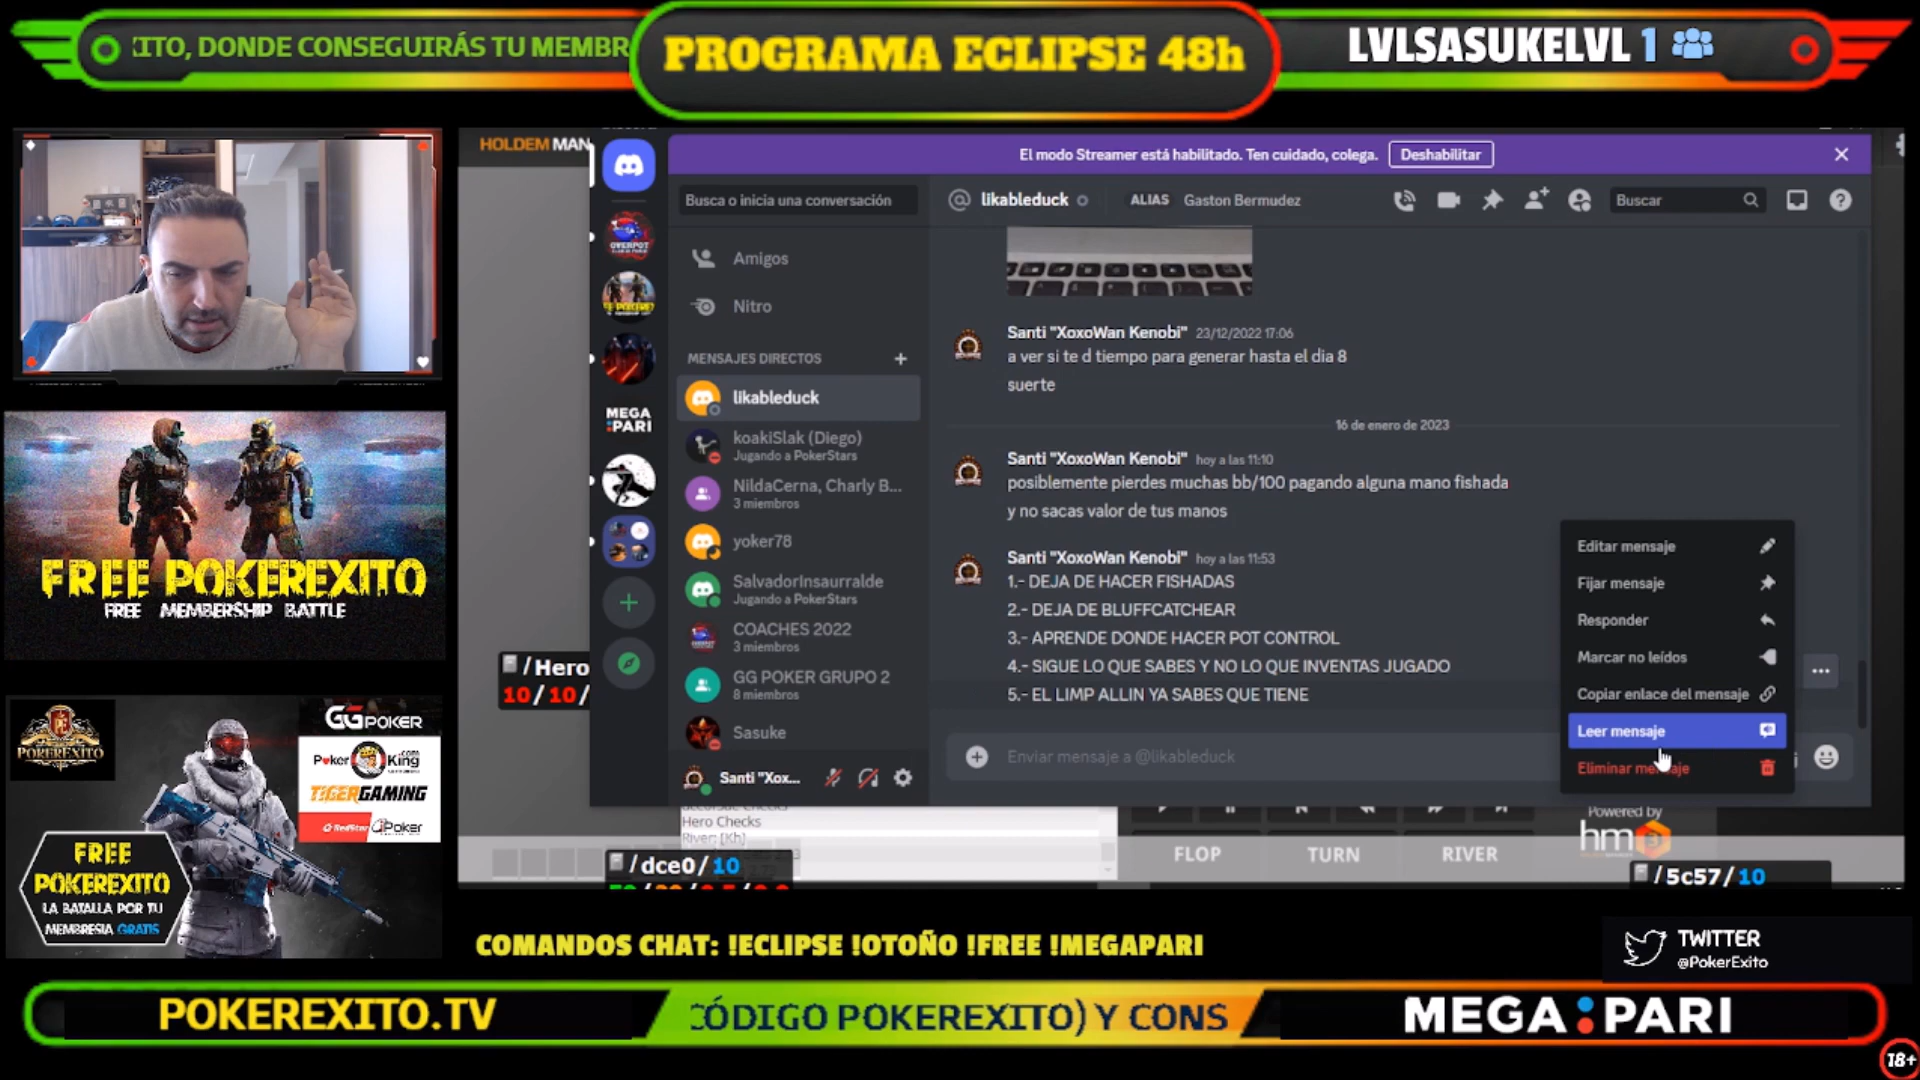 XITO, DONDE CONSEGUIRÁS TU MEMBR
PROGRAMA ECLIPSE 48h
LVLSASUKELVL 1
HOLDEM MAN
El modo Streamer está habilitado. Ten cuidado, colega.
Deshabilitar
Busca o inicia una conversación
likableduck
ALIAS Gaston Bermudez
Buscar
Amigos
Nitro
MENSAJES DIRECTOS
likableduck
koakiSlak (Diego)
Jugando a PokerStars
NildaCerna, Charly B...
3 miembros
yoker78
SalvadorInsaurralde
Jugando a PokerStars
COACHES 2022
3 miembros
GG POKER GRUPO 2
8 miembros
Sasuke
Santi "Xox...
OVERPOT
MEGA
PARI
Santi "XoxoWan Kenobi" 23/12/2022 17:06
a ver si te d tiempo para generar hasta el dia 8
suerte
16 de enero de 2023
Santi "XoxoWan Kenobi" hoy a las 11:10
posiblemente pierdes muchas bb/100 pagando alguna mano fishada
y no sacas valor de tus manos
Santi "XoxoWan Kenobi" hoy a las 11:53
1.- DEJA DE HACER FISHADAS
2.- DEJA DE BLUFFCATCHEAR
3.- APRENDE DONDE HACER POT CONTROL
4.- SIGUE LO QUE SABES Y NO LO QUE INVENTAS JUGADO
5.- EL LIMP ALLIN YA SABES QUE TIENE
Enviar mensaje a @likableduck
Editar mensaje
Fijar mensaje
Responder
Marcar no leídos
Copiar enlace del mensaje
Leer mensaje
Eliminar mensaje
FREE POKEREXITO
FREE MEMBERSHIP BATTLE
/Hero
10/10/
POKEREXITO
GGPOKER
PokerKing.com
TIGERGAMING
RedStar
iPoker
FREE
POKEREXITO
LA BATALLA POR TU
MEMBRESIA GRATIS
Hero Checks
River: [Kh]
/dce0/10
FLOP
TURN
RIVER
Powered by
hm3
/5c57/10
COMANDOS CHAT: !ECLIPSE !OTOÑO !FREE !MEGAPARI
TWITTER
@PokerExito
POKEREXITO.TV
CÓDIGO POKEREXITO) Y CONS
MEGA:PARI
18+